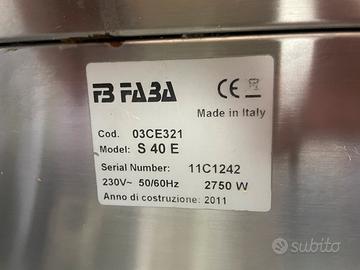 FB FABA
CE
Made in Italy
Cod. 03CE321
Model: S 40 E
Serial Number: 11C1242
230V~ 50/60Hz 2750 W
Anno di costruzione: 2011
subito